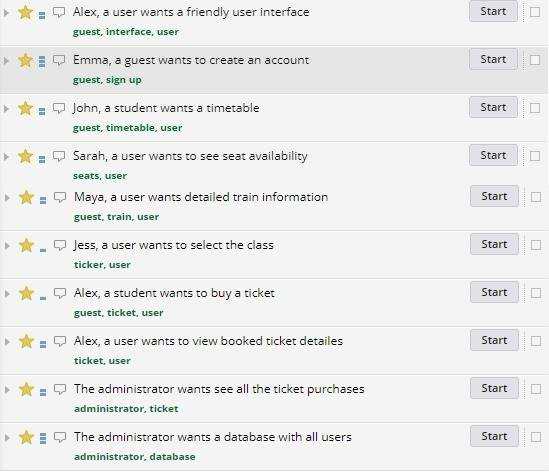 Alex, a user wants a friendly user interface
Start
guest, interface, user
Emma, a guest wants to create an account
Start
guest, sign up
John, a student wants a timetable
Start
guest, timetable, user
Sarah, a user wants to see seat availability
Start
seats, user
Maya, a user wants detailed train information
Start
guest, train, user
Jess, a user wants to select the class
Start
ticker, user
Alex, a student wants to buy a ticket
Start
guest, ticket, user
Alex, a user wants to view booked ticket detailes
Start
ticket, user
The administrator wants see all the ticket purchases
Start
administrator, ticket
The administrator wants a database with all users
Start
administrator, database